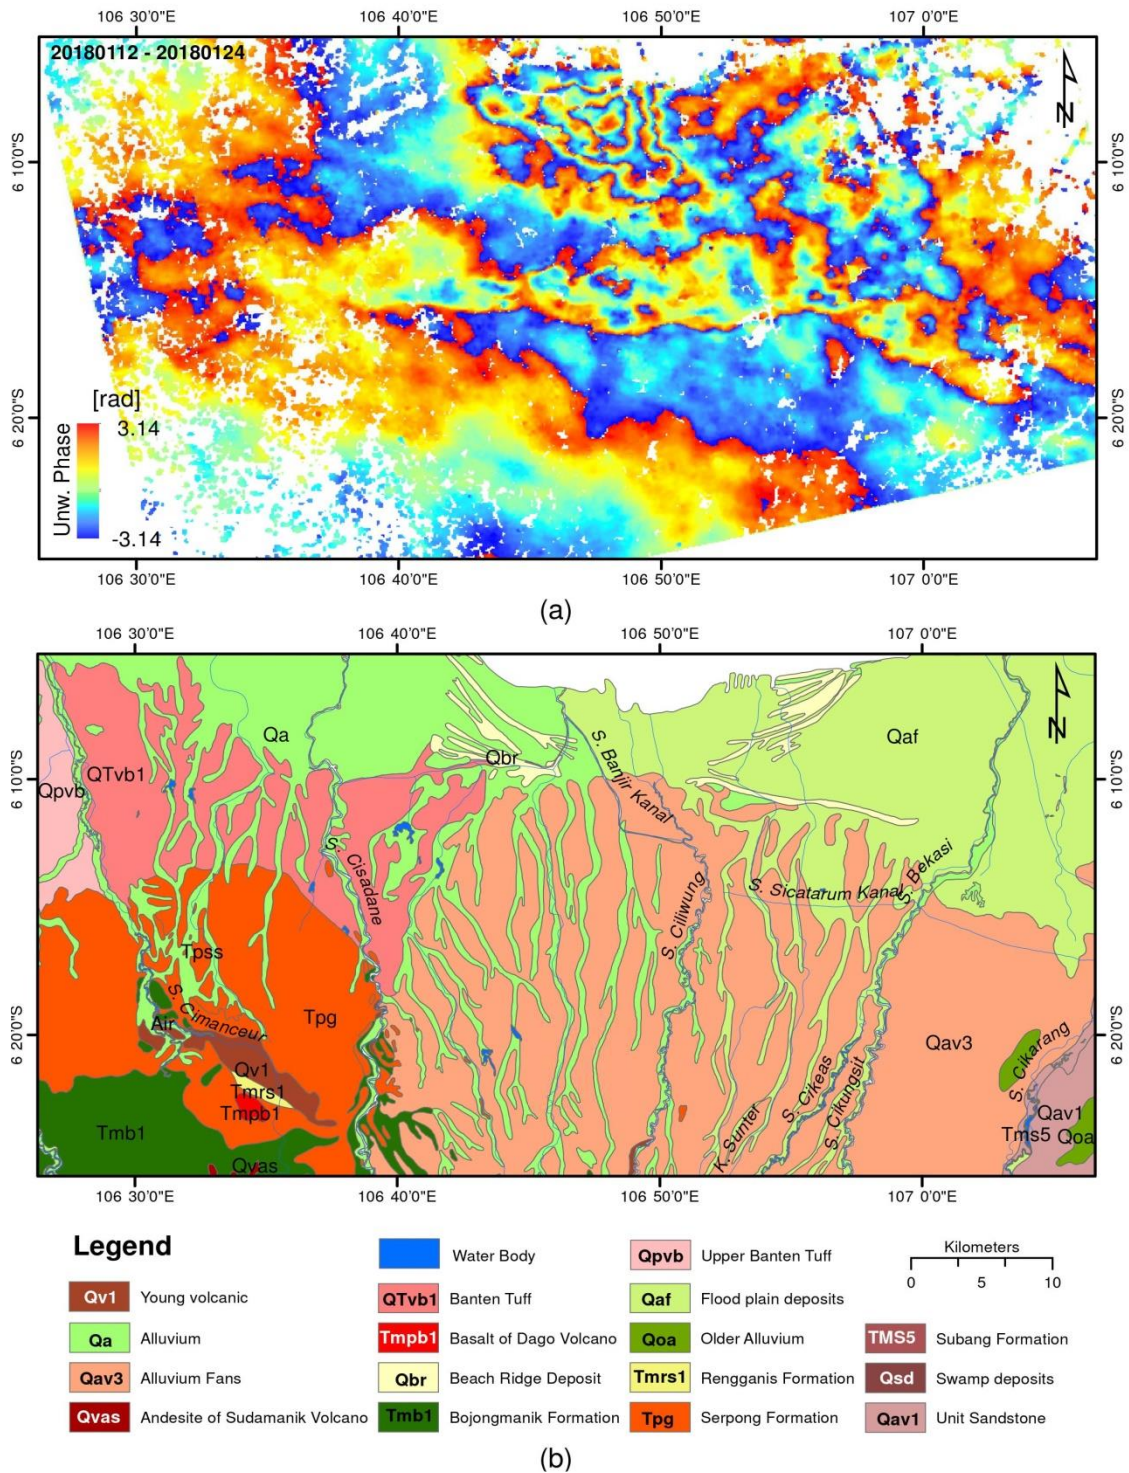 106 30'0"E 106 40'0"E 106 50'0"E 107 0'0"E
20180112 - 20180124
N
6 10'0"S 6 10'0"S
6 20'0"S 6 20'0"S
[rad]
3.14
Unw. Phase
-3.14
106 30'0"E 106 40'0"E 106 50'0"E 107 0'0"E
(a)
106 30'0"E 106 40'0"E 106 50'0"E 107 0'0"E
N
Qa
Qaf
S. Banjir Kanal
Qbr
QTvb1
Qpvb
6 10'0"S 6 10'0"S
S. Cisadane
S. Bekasi
S. Ciliwung
S. Sicatarum Kanal
Tpss
S. Cimanceur
Air
Tpg
6 20'0"S 6 20'0"S
Qav3
S. Cikarang
Qv1
Tmrs1
Tmpb1
S. Cikeas
S. Cikungsit
K. Sunter
Qav1
Tms5
Qoa
Tmb1
Qvas
106 30'0"E 106 40'0"E 106 50'0"E 107 0'0"E
Legend
Water Body
Qpvb Upper Banten Tuff
Kilometers
0 5 10
Qv1 Young volcanic
QTvb1 Banten Tuff
Qaf Flood plain deposits
Qa Alluvium
Tmpb1 Basalt of Dago Volcano
Qoa Older Alluvium
TMS5 Subang Formation
Qav3 Alluvium Fans
Qbr Beach Ridge Deposit
Tmrs1 Rengganis Formation
Qsd Swamp deposits
Qvas Andesite of Sudamanik Volcano
Tmb1 Bojongmanik Formation
Tpg Serpong Formation
Qav1 Unit Sandstone
(b)